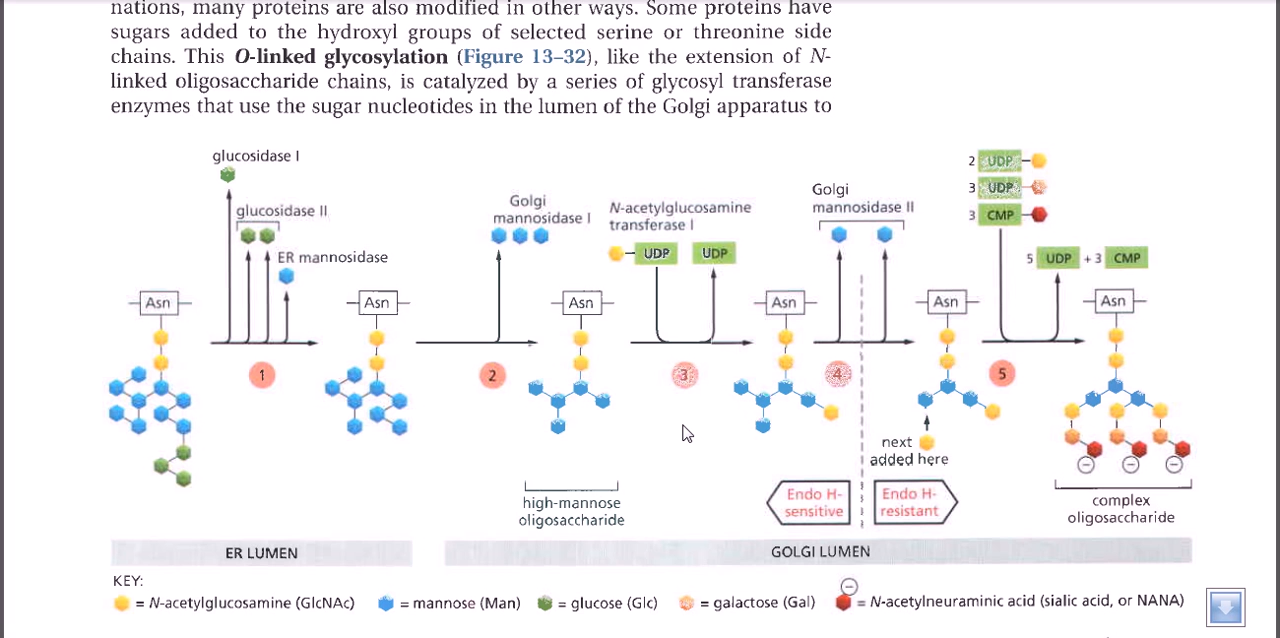 nations, many proteins are also modified in other ways. Some proteins have
sugars added to the hydroxyl groups of selected serine or threonine side
chains. This O-linked glycosylation (Figure 13–32), like the extension of N-
linked oligosaccharide chains, is catalyzed by a series of glycosyl transferase
enzymes that use the sugar nucleotides in the lumen of the Golgi apparatus to
glucosidase I
glucosidase II
ER mannosidase
Golgi
mannosidase I
N-acetylglucosamine
transferase I
UDP
UDP
Golgi
mannosidase II
2 UDP
3 UDP
3 CMP
5 UDP + 3 CMP
Asn
Asn
Asn
Asn
Asn
Asn
1
2
3
4
5
next
added here
high-mannose
oligosaccharide
Endo H-
sensitive
Endo H-
resistant
complex
oligosaccharide
ER LUMEN
GOLGI LUMEN
KEY:
= N-acetylglucosamine (GlcNAc)
= mannose (Man)
= glucose (Glc)
= galactose (Gal)
= N-acetylneuraminic acid (sialic acid, or NANA)